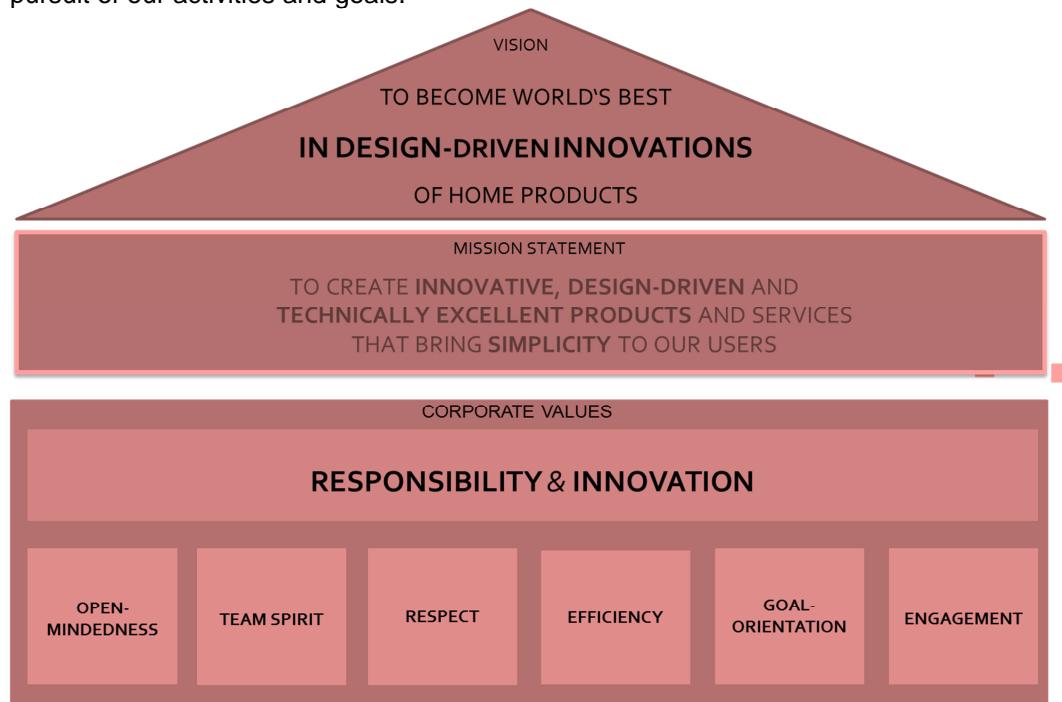 pursuit of our activities and goals.
VISION
TO BECOME WORLD'S BEST
IN DESIGN-DRIVEN INNOVATIONS
OF HOME PRODUCTS
MISSION STATEMENT
TO CREATE INNOVATIVE, DESIGN-DRIVEN AND
TECHNICALLY EXCELLENT PRODUCTS AND SERVICES
THAT BRING SIMPLICITY TO OUR USERS
CORPORATE VALUES
RESPONSIBILITY & INNOVATION
OPEN-
MINDEDNESS
TEAM SPIRIT
RESPECT
EFFICIENCY
GOAL-
ORIENTATION
ENGAGEMENT